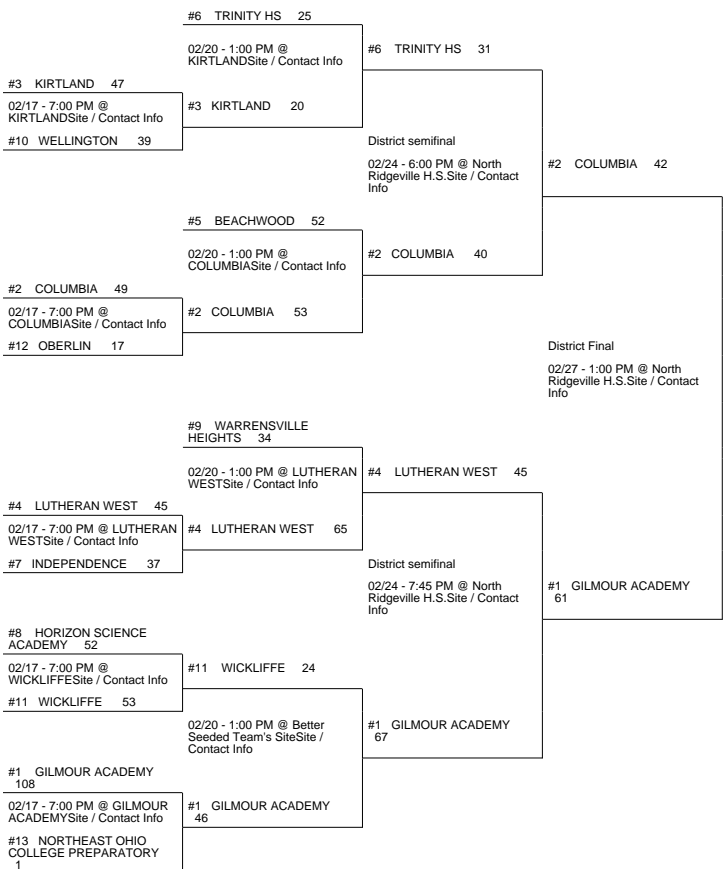 #6 TRINITY HS 25
02/20 - 1:00 PM @
KIRTLANDSite / Contact Info
#6 TRINITY HS 31
#3 KIRTLAND 47
02/17 - 7:00 PM @
KIRTLANDSite / Contact Info
#3 KIRTLAND 20
#10 WELLINGTON 39
District semifinal
02/24 - 6:00 PM @ North
Ridgeville H.S.Site / Contact
Info
#2 COLUMBIA 42
#5 BEACHWOOD 52
02/20 - 1:00 PM @
COLUMBIASite / Contact Info
#2 COLUMBIA 40
#2 COLUMBIA 49
02/17 - 7:00 PM @
COLUMBIASite / Contact Info
#2 COLUMBIA 53
#12 OBERLIN 17
District Final
02/27 - 1:00 PM @ North
Ridgeville H.S.Site / Contact
Info
#9 WARRENSVILLE
HEIGHTS 34
02/20 - 1:00 PM @ LUTHERAN
WESTSite / Contact Info
#4 LUTHERAN WEST 45
#4 LUTHERAN WEST 45
02/17 - 7:00 PM @ LUTHERAN
WESTSite / Contact Info
#4 LUTHERAN WEST 65
#7 INDEPENDENCE 37
District semifinal
02/24 - 7:45 PM @ North
Ridgeville H.S.Site / Contact
Info
#1 GILMOUR ACADEMY
61
#8 HORIZON SCIENCE
ACADEMY 52
02/17 - 7:00 PM @
WICKLIFFESite / Contact Info
#11 WICKLIFFE 24
#11 WICKLIFFE 53
02/20 - 1:00 PM @ Better
Seeded Team's SiteSite /
Contact Info
#1 GILMOUR ACADEMY
67
#1 GILMOUR ACADEMY
108
02/17 - 7:00 PM @ GILMOUR
ACADEMYSite / Contact Info
#1 GILMOUR ACADEMY
46
#13 NORTHEAST OHIO
COLLEGE PREPARATORY
1